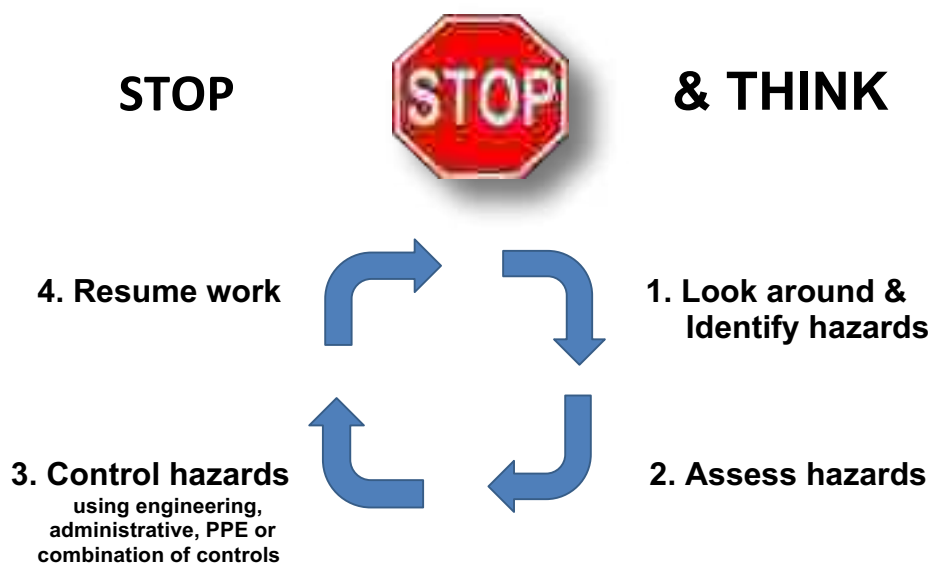 STOP
STOP
& THINK
4. Resume work
1. Look around &
Identify hazards
3. Control hazards
using engineering,
administrative, PPE or
combination of controls
2. Assess hazards